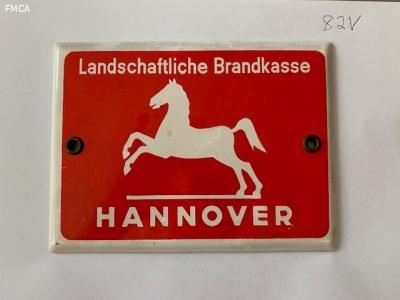 FMCA
82V
Landschaftliche Brandkasse
HANNOVER